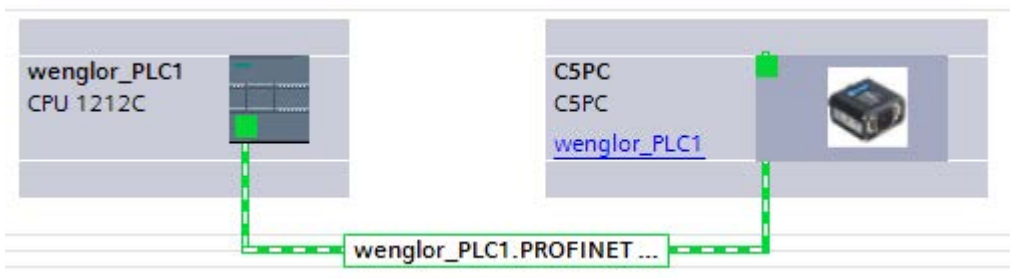 wenglor_PLC1
CPU 1212C
C5PC
C5PC
wenglor_PLC1
wenglor_PLC1.PROFINET ...